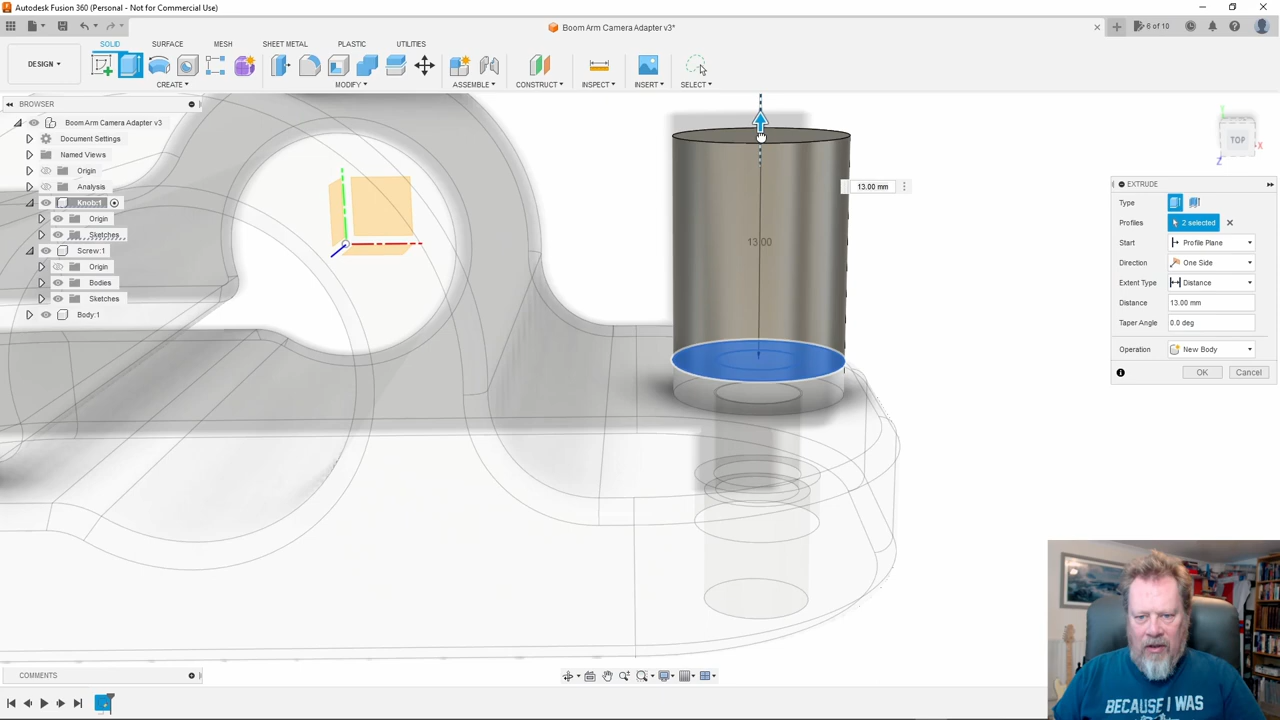 Autodesk Fusion 360 (Personal - Not for Commercial Use)
Boom Arm Camera Adapter v3*
6 of 10
SOLID
SURFACE
MESH
SHEET METAL
PLASTIC
UTILITIES
DESIGN
CREATE
MODIFY
ASSEMBLE
CONSTRUCT
INSPECT
INSERT
SELECT
BROWSER
Boom Arm Camera Adapter v3
Document Settings
Named Views
Origin
Analysis
Knob:1
Origin
Sketches
Screw:1
Origin
Bodies
Sketches
Body:1
13.00 mm
13.00
TOP
X
Y
Z
EXTRUDE
Type
Profiles
2 selected
Start
Profile Plane
Direction
One Side
Extent Type
Distance
Distance
13.00 mm
Taper Angle
0.0 deg
Operation
New Body
OK
Cancel
COMMENTS
BECAUSE I WAS